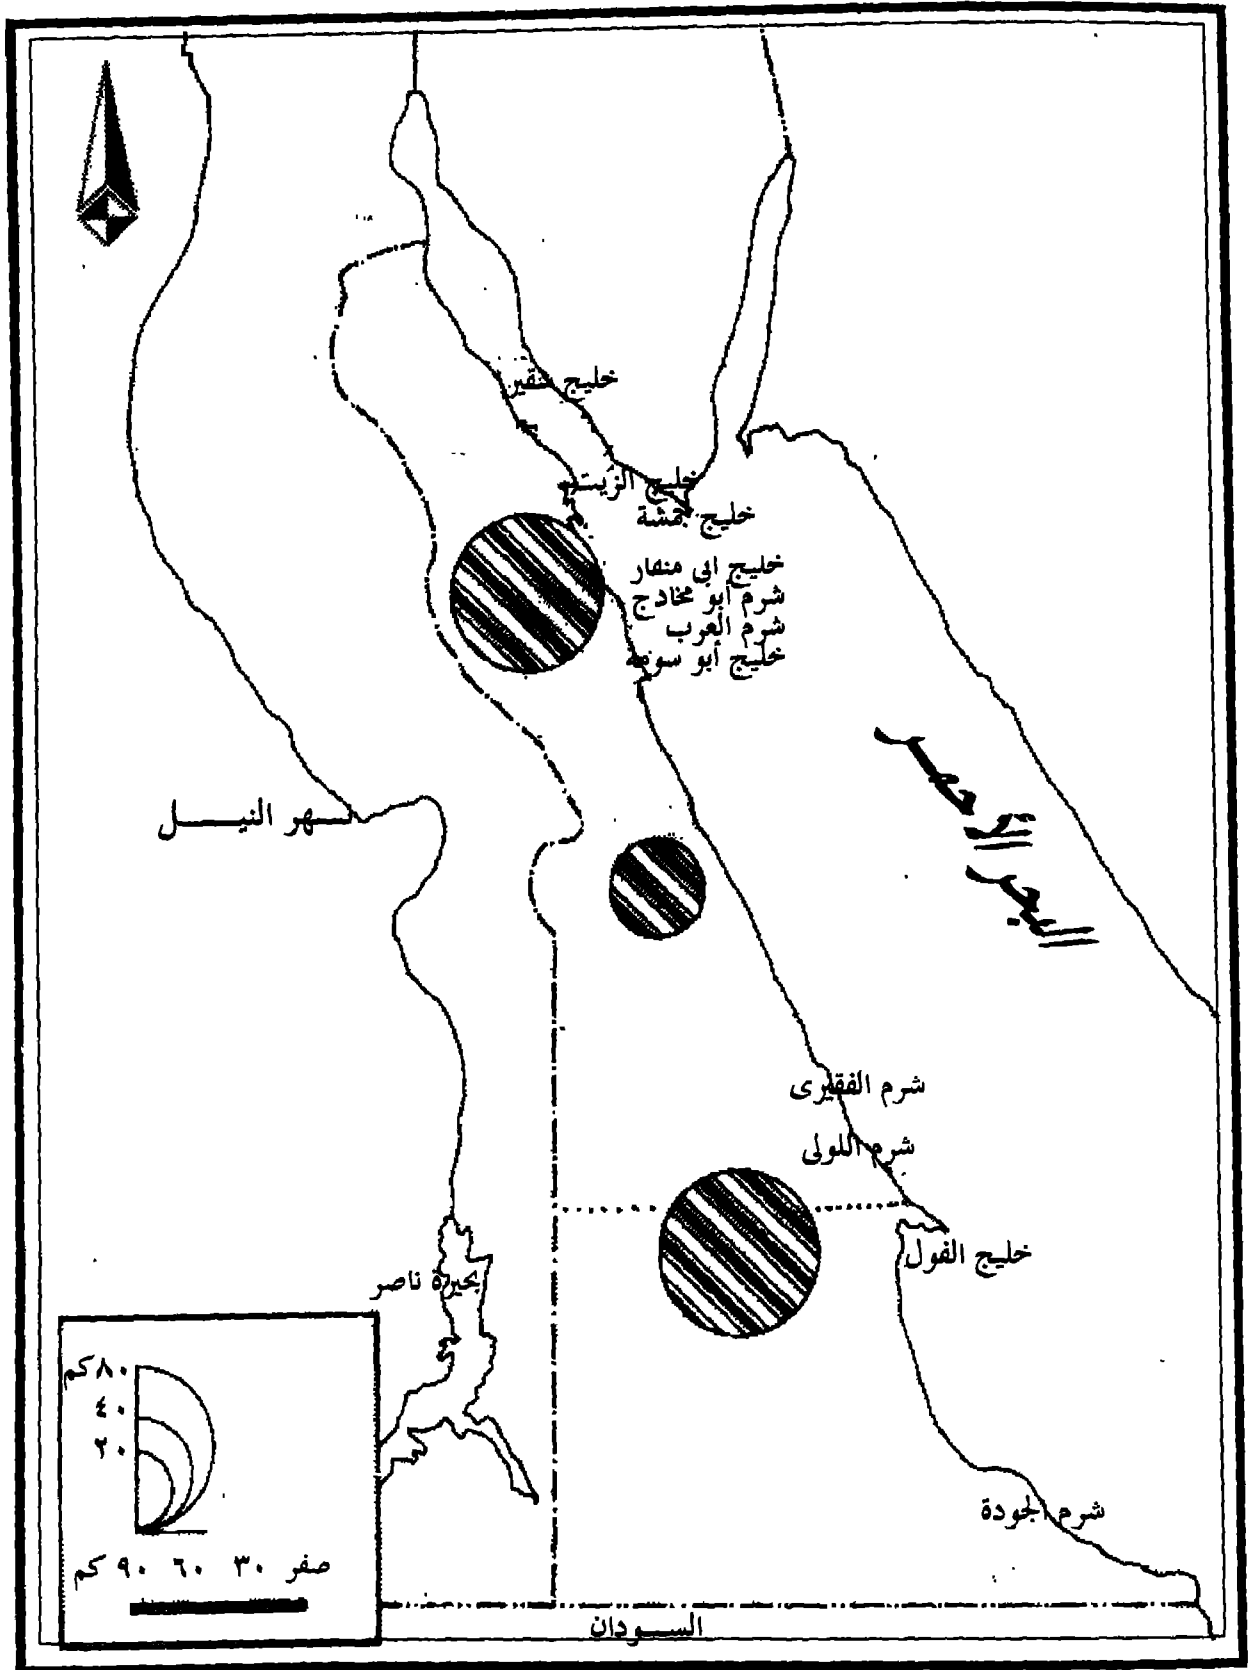 خليج الزيت
خليج جمشة
خليج ابى منقار
شرم أبو مخادج
شرم العرب
خليج أبو سومة
البحر الأحمر
نهر النيل
شرم الفقيرى
شرم اللولى
خليج الفول
بحيرة ناصر
شرم الجودة
السودان
٨٠ كم
٤٠
٢٠
صفر ٣٠ ٦٠ ٩٠ كم